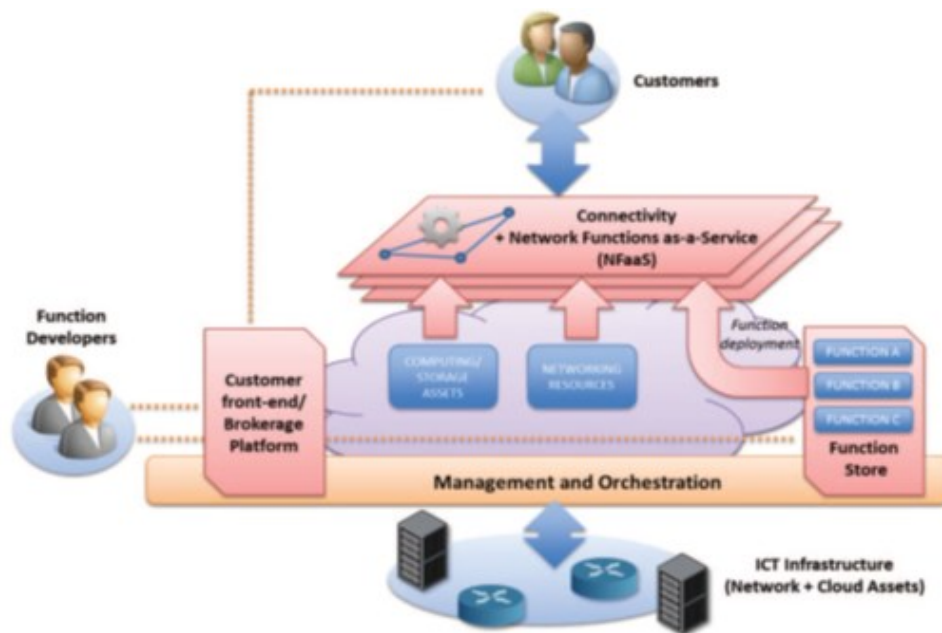 Customers
Connectivity
+ Network Functions as-a-Service
(NFaaS)
Function
Developers
Function
deployment
Customer
front-end/
Brokerage
Platform
COMPUTING/
STORAGE
ASSETS
NETWORKING
RESOURCES
FUNCTION A
FUNCTION B
FUNCTION C
Function
Store
Management and Orchestration
ICT Infrastructure
(Network + Cloud Assets)